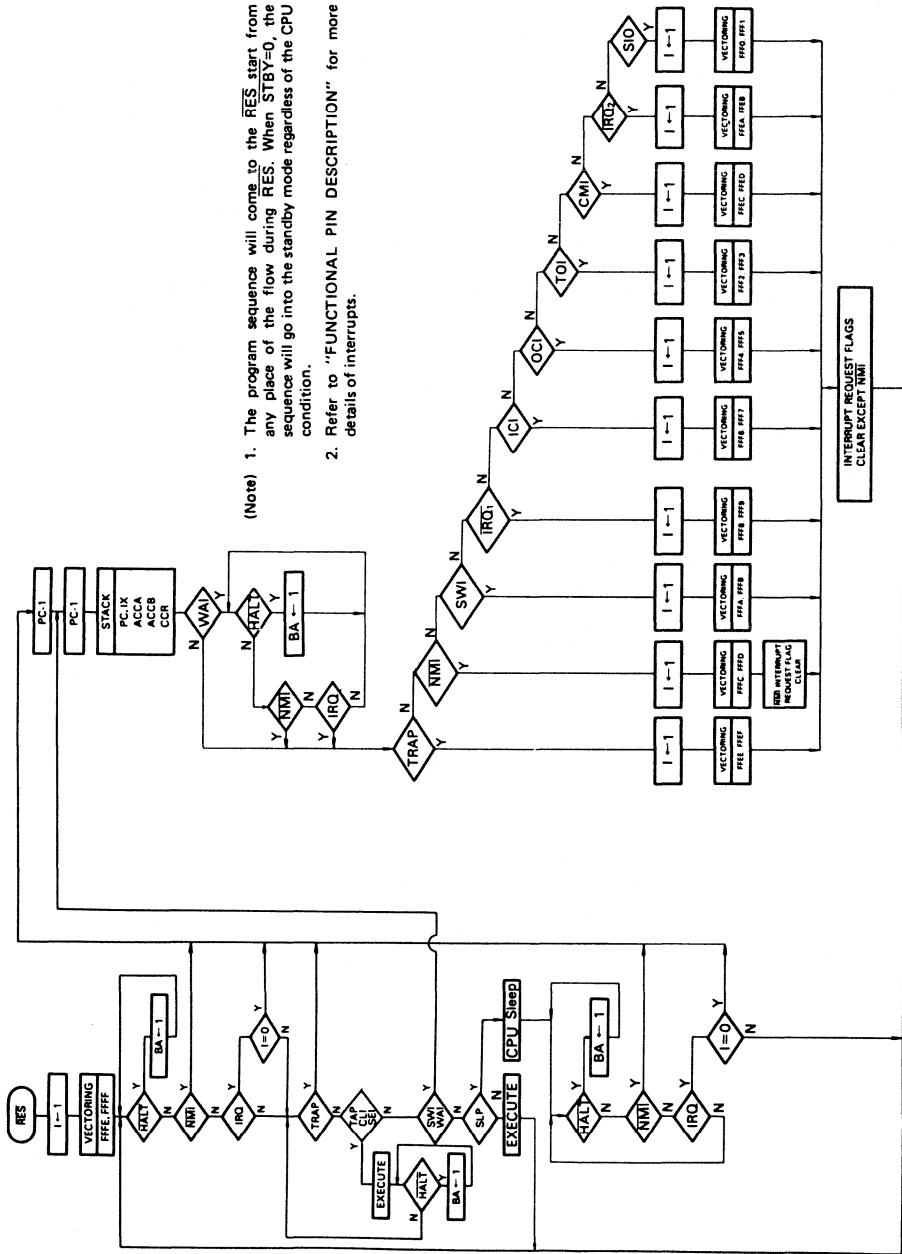 RES
I ← 1
VECTORING
FFFE, FFFF
HALT
Y
N
BA ← 1
NMI
Y
N
IRQ
Y
N
I=0
Y
N
TRAP
Y
N
TAP
CLI
SEI
Y
N
EXECUTE
HALT
Y
N
BA ← 1
SWI
WAI
Y
N
SLP
Y
N
EXECUTE
CPU Sleep
HALT
Y
N
BA ← 1
NMI
Y
N
IRQ
Y
N
I=0
Y
N
PC-1
PC-1
STACK
PC.IX
ACCA
ACCB
CCR
WAI
Y
N
HALT
Y
N
BA ← 1
NMI
Y
N
IRQ
Y
N
(Note) 1. The program sequence will come to the RES start from
any place of the flow during RES. When STBY=0, the
sequence will go into the standby mode regardless of the CPU
condition.
2. Refer to "FUNCTIONAL PIN DESCRIPTION" for more
details of interrupts.
TRAP
N
Y
NMI
N
Y
SWI
N
Y
IRQ1
N
Y
ICI
N
Y
OCI
N
Y
TOI
N
Y
CMI
N
Y
IRQ2
N
Y
SIO
Y
I ← 1
I ← 1
I ← 1
I ← 1
I ← 1
I ← 1
I ← 1
I ← 1
I ← 1
I ← 1
VECTORING
FFEE FFEF
VECTORING
FFFC FFFD
VECTORING
FFFA FFFB
VECTORING
FFF8 FFF9
VECTORING
FFF6 FFF7
VECTORING
FFF4 FFF5
VECTORING
FFF2 FFF3
VECTORING
FFEC FFED
VECTORING
FFEA FFEB
VECTORING
FFF0 FFF1
NMI INTERRUPT
REQUEST FLAG
CLEAR
INTERRUPT REQUEST FLAGS
CLEAR EXCEPT NMI